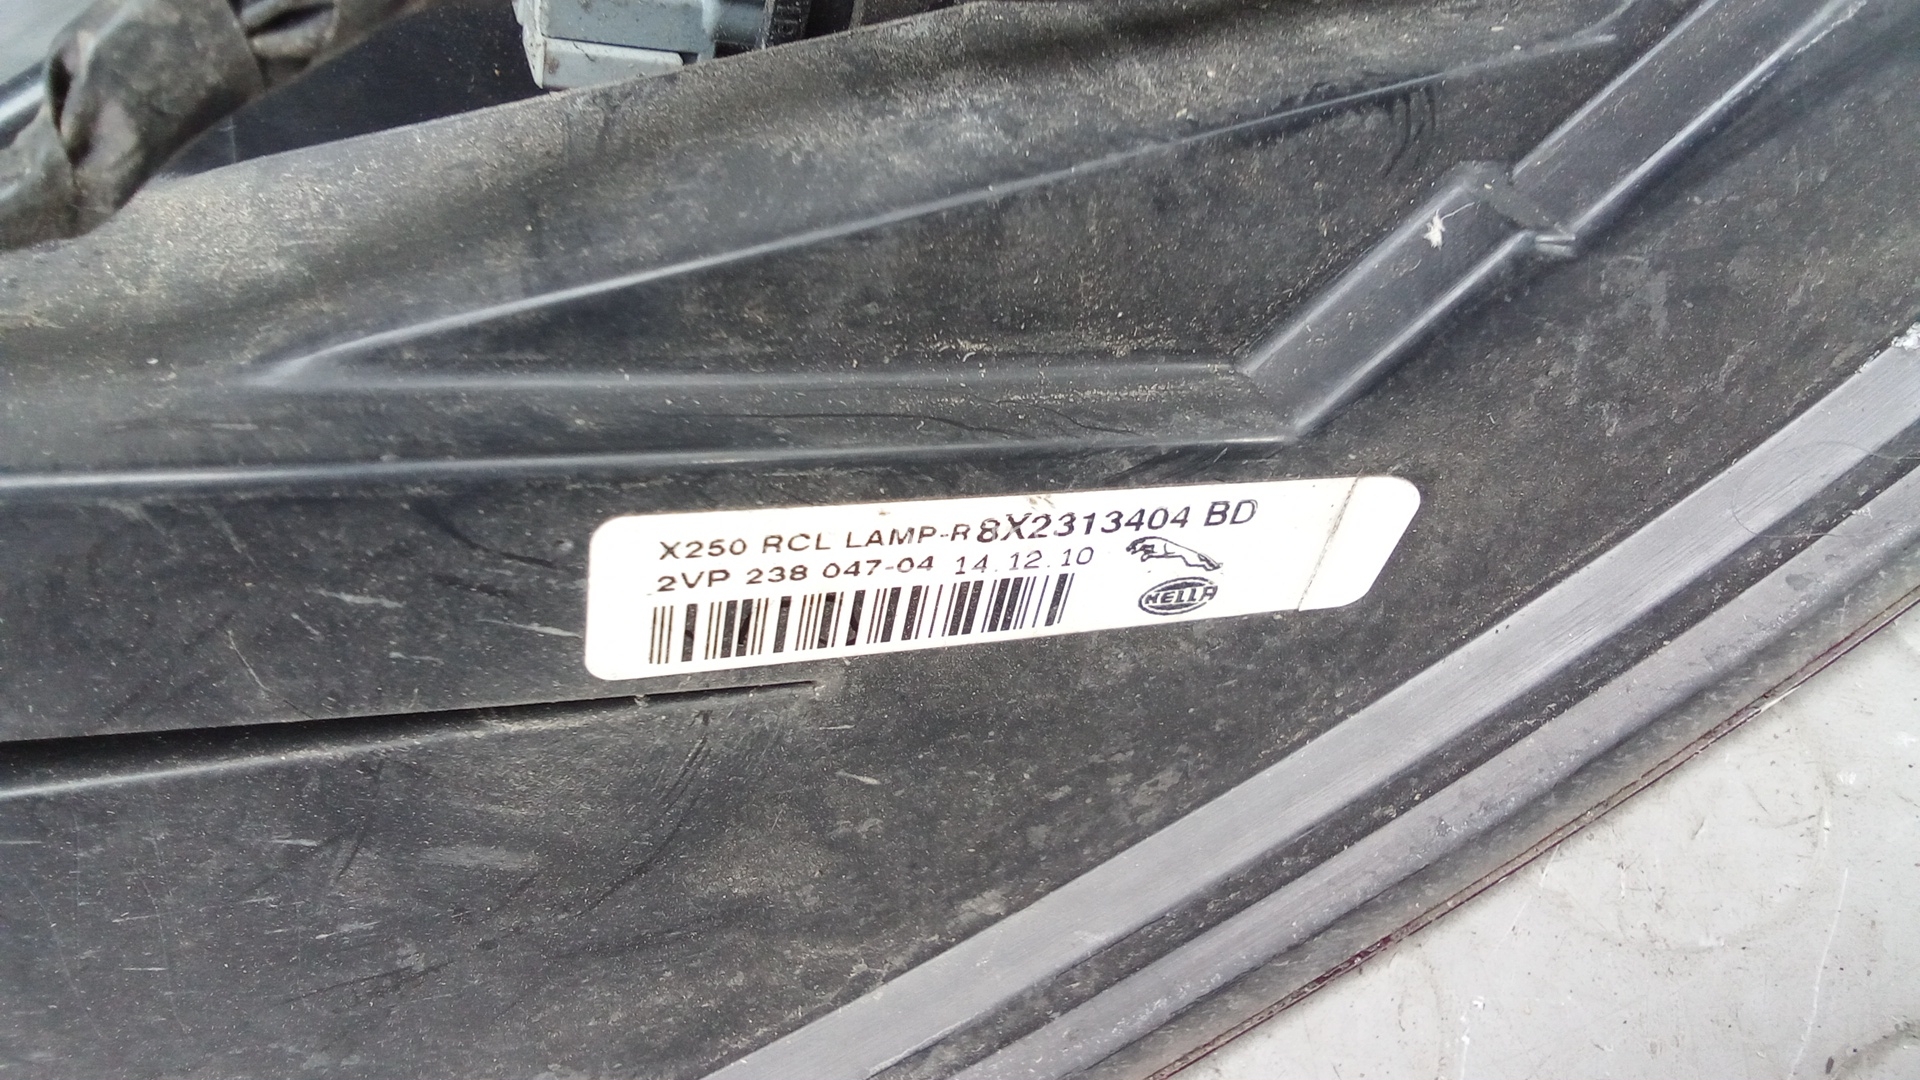 X250 RCL LAMP-R 8X2313404 BD
2VP 238 047-04 14.12.10
HELLA